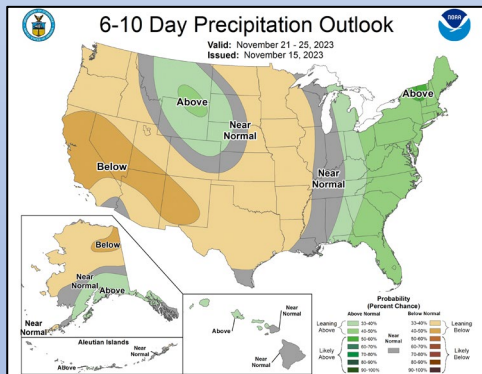 6-10 Day Precipitation Outlook
Valid: November 21 - 25, 2023
Issued: November 15, 2023
NOAA
Above
Near
Normal
Below
Near
Normal
Above
Below
Near
Normal
Above
Near
Normal
Aleutian Islands
Near
Normal
Above
Above
Near
Normal
Near
Normal
Probability
(Percent Chance)
Above Normal
Below Normal
Leaning
Above
Likely
Above
33-40%
40-50%
50-60%
60-70%
70-80%
80-90%
90-100%
Near
Normal
33-40%
40-50%
50-60%
60-70%
70-80%
80-90%
90-100%
Leaning
Below
Likely
Below